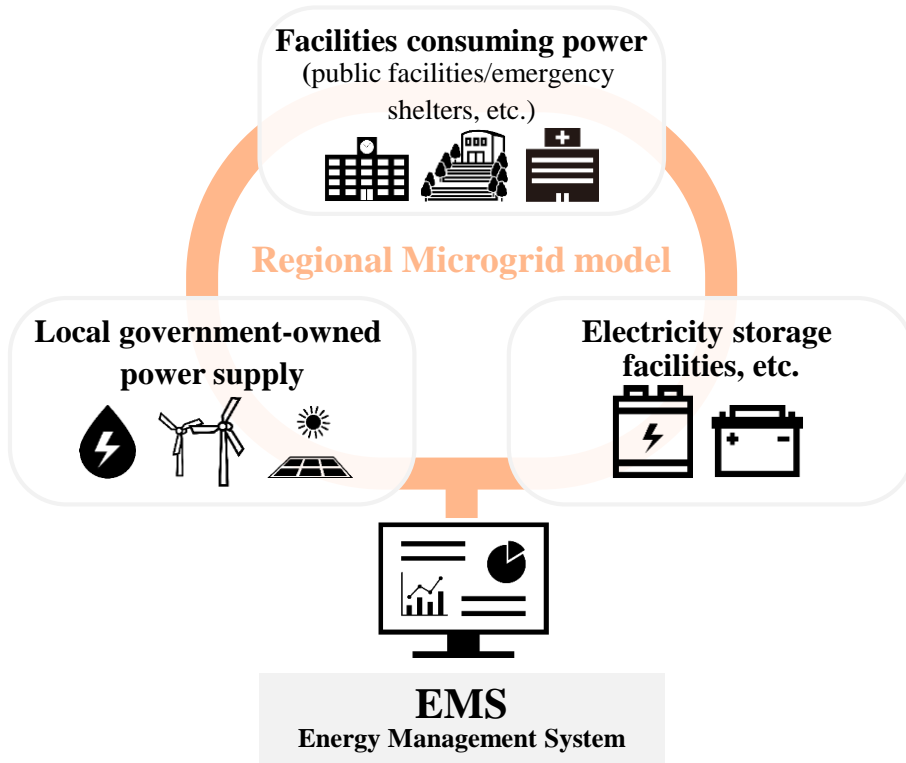 Facilities consuming power
(public facilities/emergency
shelters, etc.)
Regional Microgrid model
Local government-owned
power supply
Electricity storage
facilities, etc.
EMS
Energy Management System